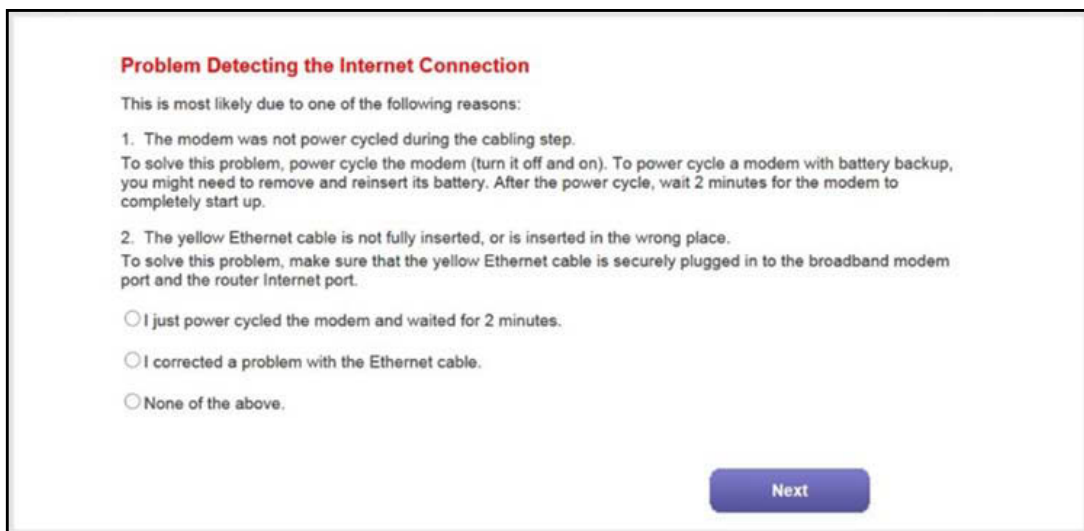 Problem Detecting the Internet Connection
This is most likely due to one of the following reasons:
1. The modem was not power cycled during the cabling step.
To solve this problem, power cycle the modem (turn it off and on). To power cycle a modem with battery backup,
you might need to remove and reinsert its battery. After the power cycle, wait 2 minutes for the modem to
completely start up.
2. The yellow Ethernet cable is not fully inserted, or is inserted in the wrong place.
To solve this problem, make sure that the yellow Ethernet cable is securely plugged in to the broadband modem
port and the router Internet port.
I just power cycled the modem and waited for 2 minutes.
I corrected a problem with the Ethernet cable.
None of the above.
Next